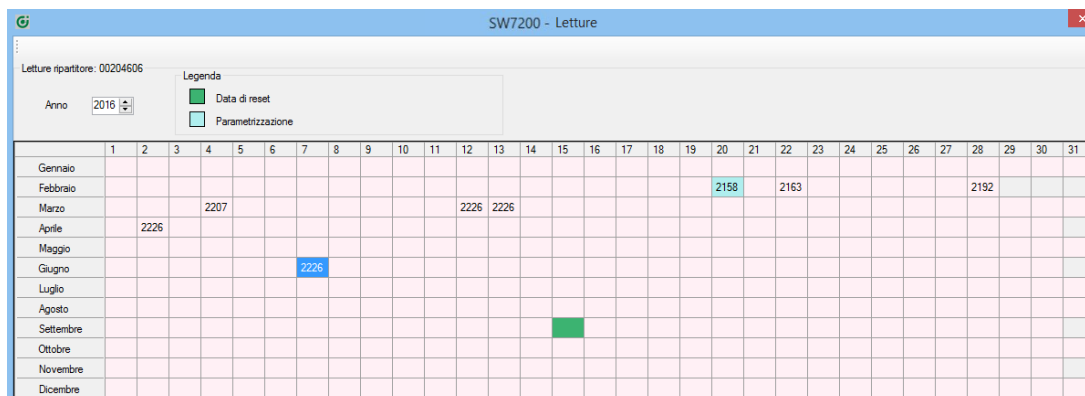 SW7200 - Letture
Letture ripartitore: 00204606
Legenda
Anno 2016
Data di reset
Parametrizzazione
1 2 3 4 5 6 7 8 9 10 11 12 13 14 15 16 17 18 19 20 21 22 23 24 25 26 27 28 29 30 31
Gennaio
Febbraio 2158 2163 2192
Marzo 2207 2226 2226
Aprile 2226
Maggio
Giugno 2226
Luglio
Agosto
Settembre
Ottobre
Novembre
Dicembre